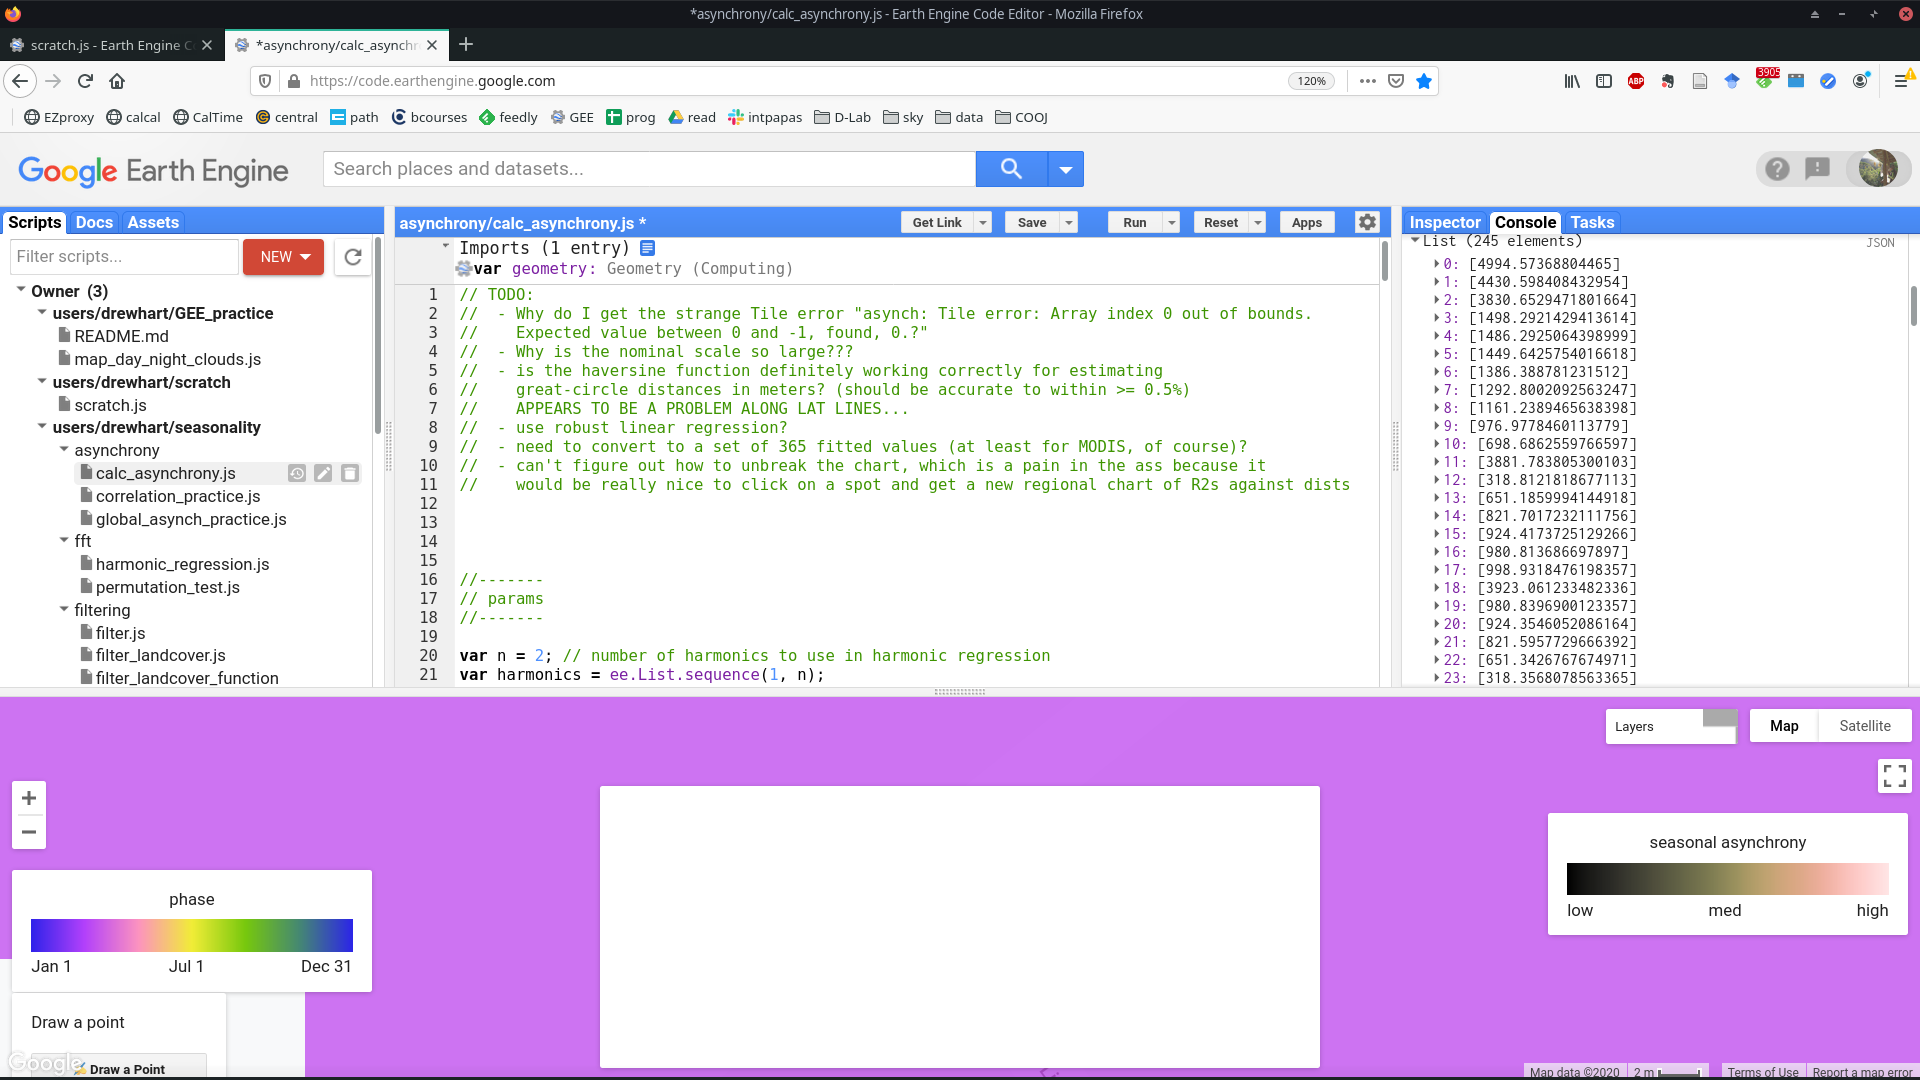 *asynchrony/calc_asynchrony.js - Earth Engine Code Editor - Mozilla Firefox
scratch.js - Earth Engine C
*asynchrony/calc_asynchr
https://code.earthengine.google.com
120%
ABP
3905
EZproxy
calcal
CalTime
central
path
bcourses
feedly
GEE
prog
read
intpapas
D-Lab
sky
data
COOJ
Google Earth Engine
Search places and datasets...
Scripts
Docs
Assets
Filter scripts...
NEW
Owner (3)
users/drewhart/GEE_practice
README.md
map_day_night_clouds.js
users/drewhart/scratch
scratch.js
users/drewhart/seasonality
asynchrony
calc_asynchrony.js
correlation_practice.js
global_asynch_practice.js
fft
harmonic_regression.js
permutation_test.js
filtering
filter.js
filter_landcover.js
filter_landcover_function
asynchrony/calc_asynchrony.js *
Get Link
Save
Run
Reset
Apps
Imports (1 entry)
var geometry: Geometry (Computing)
1 // TODO:
2 //  - Why do I get the strange Tile error "asynch: Tile error: Array index 0 out of bounds.
3 //    Expected value between 0 and -1, found, 0.?"
4 //  - Why is the nominal scale so large???
5 //  - is the haversine function definitely working correctly for estimating
6 //    great-circle distances in meters? (should be accurate to within >= 0.5%)
7 //    APPEARS TO BE A PROBLEM ALONG LAT LINES...
8 //  - use robust linear regression?
9 //  - need to convert to a set of 365 fitted values (at least for MODIS, of course)?
10 //  - can't figure out how to unbreak the chart, which is a pain in the ass because it
11 //    would be really nice to click on a spot and get a new regional chart of R2s against dists
12
13
14
15
16 //-------
17 // params
18 //-------
19
20 var n = 2; // number of harmonics to use in harmonic regression
21 var harmonics = ee.List.sequence(1, n);
Inspector
Console
Tasks
List (245 elements)
JSON
0: [4994.57368804465]
1: [4430.598408432954]
2: [3830.6529471801664]
3: [1498.2921429413614]
4: [1486.2925064398999]
5: [1449.6425754016618]
6: [1386.388781231512]
7: [1292.8002092563247]
8: [1161.2389465638398]
9: [976.9778460113779]
10: [698.6862559766597]
11: [3881.783805300103]
12: [318.8121818677113]
13: [651.1859994144918]
14: [821.7017232111756]
15: [924.4173725129266]
16: [980.813686697897]
17: [998.9318476198357]
18: [3923.061233482336]
19: [980.8396900123357]
20: [924.3546052086164]
21: [821.5957729666392]
22: [651.3426767674971]
23: [318.3568078563365]
Layers
Map
Satellite
+
−
phase
Jan 1
Jul 1
Dec 31
seasonal asynchrony
low
med
high
Draw a point
Draw a Point
Google
Map data ©2020
2 m
Terms of Use
Report a map error